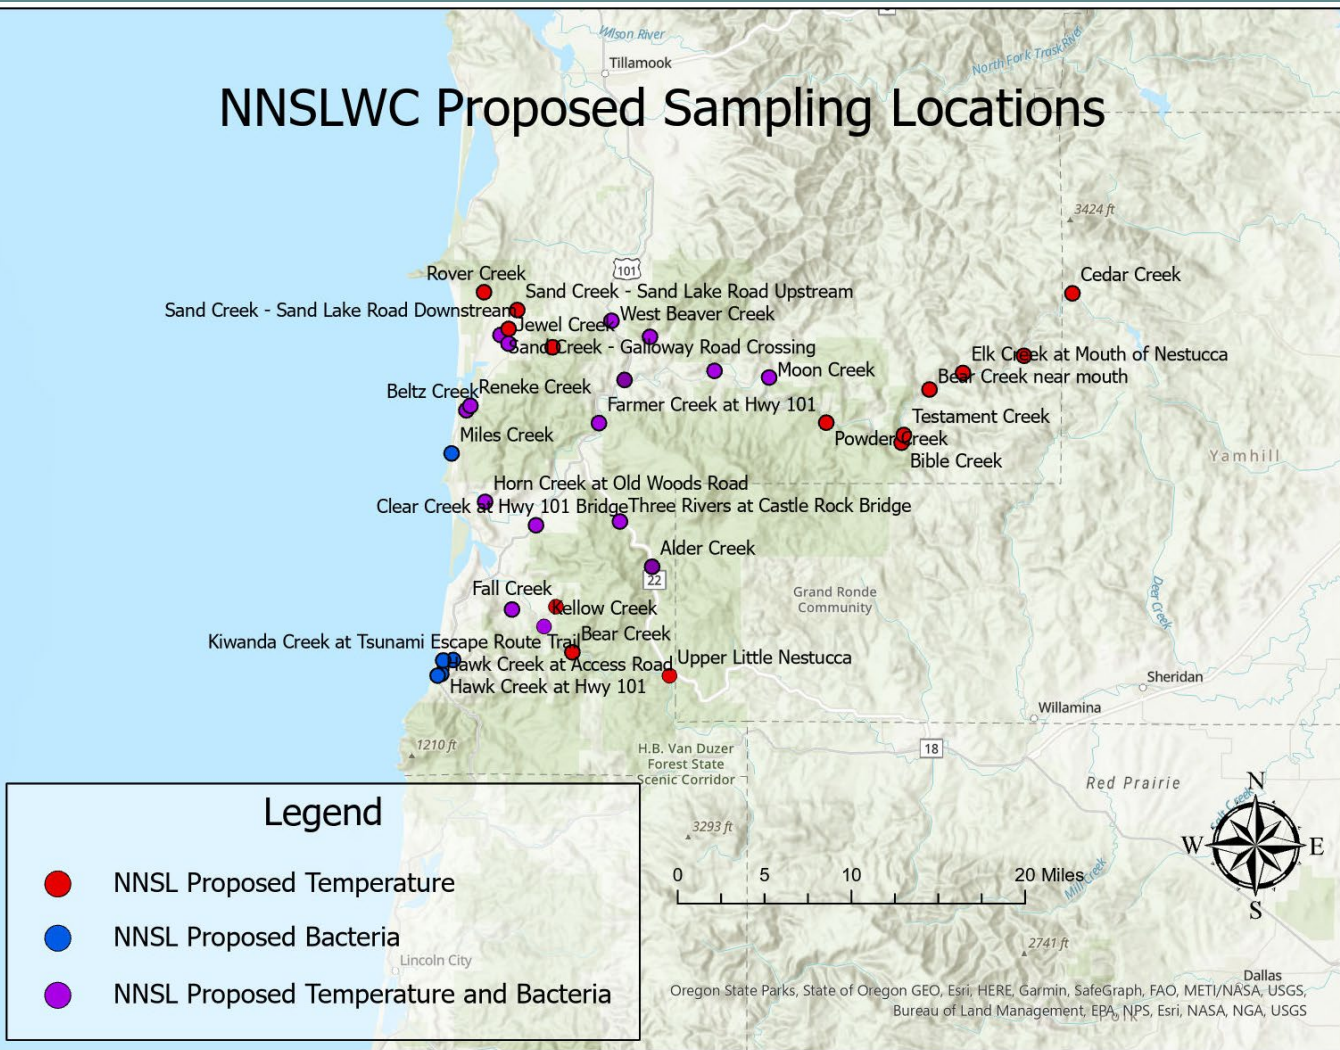 Wilson River
Tillamook
North Fork Trask River
NNSLWC Proposed Sampling Locations
3424 ft
101
Rover Creek
Cedar Creek
Sand Creek - Sand Lake Road Upstream
Sand Creek - Sand Lake Road Downstream
West Beaver Creek
Jewel Creek
Sand Creek - Galloway Road Crossing
Elk Creek at Mouth of Nestucca
Moon Creek
Bear Creek near mouth
Beltz Creek
Reneke Creek
Farmer Creek at Hwy 101
Testament Creek
Miles Creek
Powder Creek
Yamhill
Bible Creek
Horn Creek at Old Woods Road
Clear Creek at Hwy 101 Bridge
Three Rivers at Castle Rock Bridge
Alder Creek
22
Fall Creek
Grand Ronde
Community
Deer Creek
Kellow Creek
Bear Creek
Kiwanda Creek at Tsunami Escape Route Trail
Upper Little Nestucca
Hawk Creek at Access Road
Hawk Creek at Hwy 101
Sheridan
Willamina
1210 ft
H.B. Van Duzer
Forest State
Scenic Corridor
18
Red Prairie
N
Salt Creek
W
E
S
3293 ft
Legend
NNSL Proposed Temperature
NNSL Proposed Bacteria
NNSL Proposed Temperature and Bacteria
0 5 10 20 Miles
Mill Creek
2741 ft
Lincoln City
Dallas
Polk
Oregon State Parks, State of Oregon GEO, Esri, HERE, Garmin, SafeGraph, FAO, METI/NASA, USGS,
Bureau of Land Management, EPA, NPS, Esri, NASA, NGA, USGS